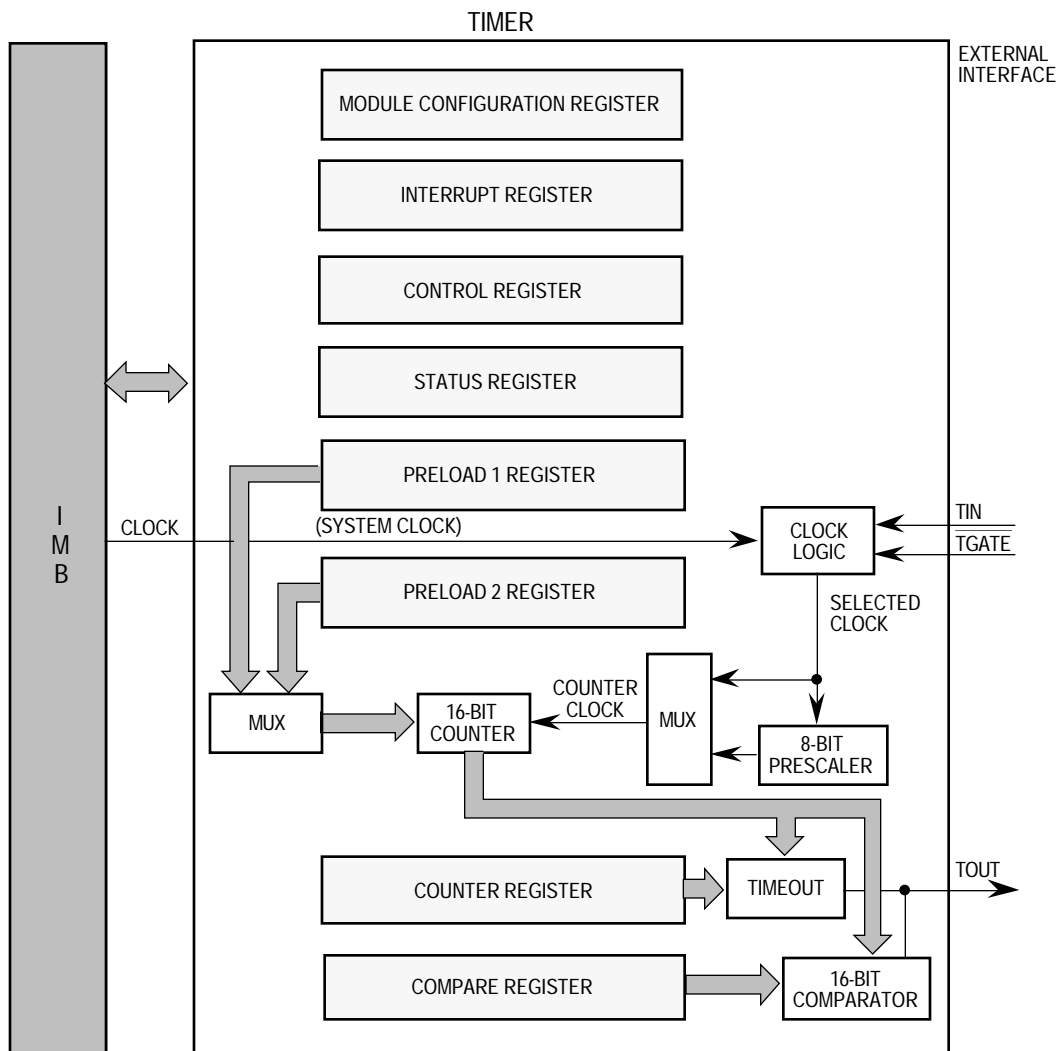 TIMER
EXTERNAL
INTERFACE
MODULE CONFIGURATION REGISTER
INTERRUPT REGISTER
CONTROL REGISTER
STATUS REGISTER
PRELOAD 1 REGISTER
I
M
B
CLOCK
(SYSTEM CLOCK)
CLOCK
LOGIC
TIN
TGATE
PRELOAD 2 REGISTER
SELECTED
CLOCK
MUX
16-BIT
COUNTER
COUNTER
CLOCK
MUX
8-BIT
PRESCALER
COUNTER REGISTER
TIMEOUT
TOUT
COMPARE REGISTER
16-BIT
COMPARATOR